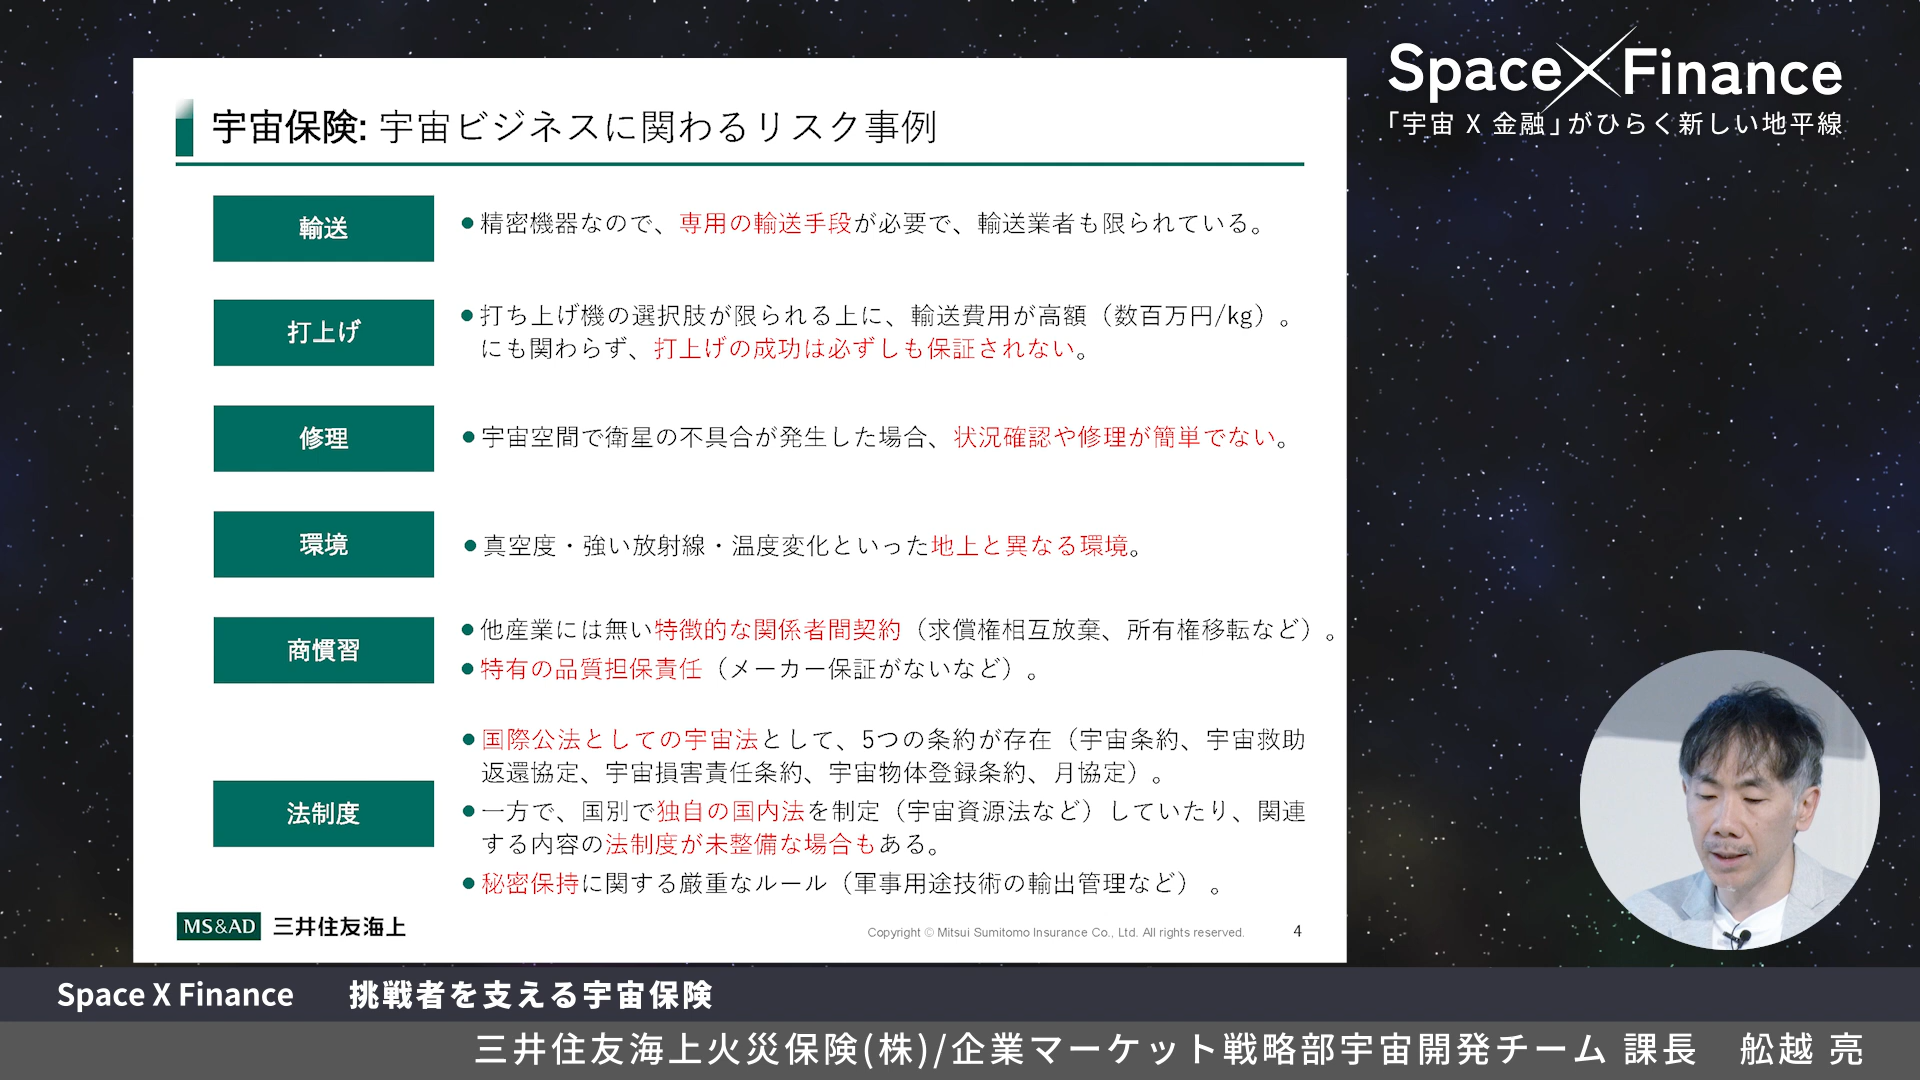 Space X Finance
「宇宙 X 金融」がひらく新しい地平線
宇宙保険: 宇宙ビジネスに関わるリスク事例
輸送
●精密機器なので、専用の輸送手段が必要で、輸送業者も限られている。
打上げ
●打ち上げ機の選択肢が限られる上に、輸送費用が高額（数百万円/kg）。
にも関わらず、打上げの成功は必ずしも保証されない。
修理
●宇宙空間で衛星の不具合が発生した場合、状況確認や修理が簡単でない。
環境
●真空度・強い放射線・温度変化といった地上と異なる環境。
商慣習
●他産業には無い特徴的な関係者間契約（求償権相互放棄、所有権移転など）。
●特有の品質担保責任（メーカー保証がないなど）。
法制度
●国際公法としての宇宙法として、5つの条約が存在（宇宙条約、宇宙救助
返還協定、宇宙損害責任条約、宇宙物体登録条約、月協定）。
●一方で、国別で独自の国内法を制定（宇宙資源法など）していたり、関連
する内容の法制度が未整備な場合もある。
●秘密保持に関する厳重なルール（軍事用途技術の輸出管理など） 。
MS&AD 三井住友海上
Copyright © Mitsui Sumitomo Insurance Co., Ltd. All rights reserved.
4
Space X Finance 挑戦者を支える宇宙保険
三井住友海上火災保険(株)/企業マーケット戦略部宇宙開発チーム 課長 舩越 亮